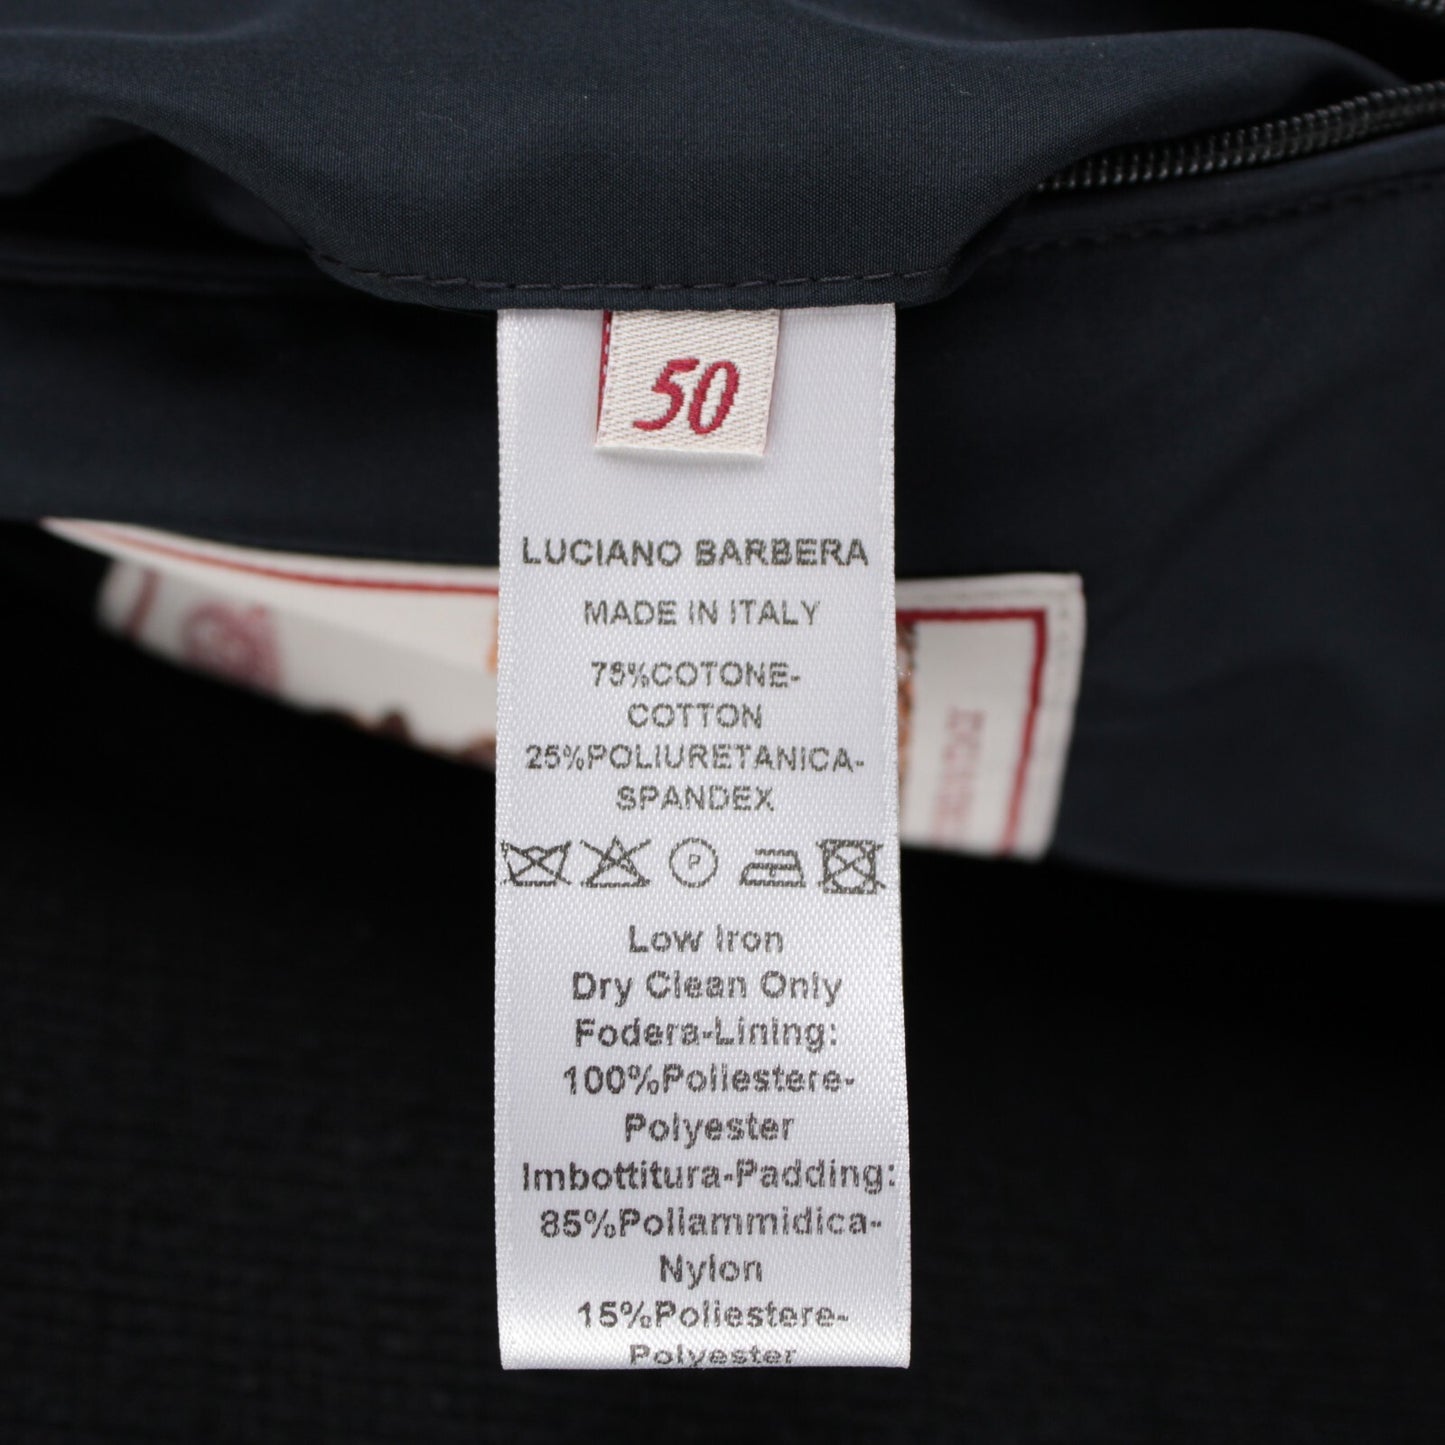 50
LUCIANO BARBERA
MADE IN ITALY
75%COTONE-
COTTON
25%POLIURETANICA-
SPANDEX
P
Low Iron
Dry Clean Only
Fodera-Lining:
100%Poliestere-
Polyester
Imbottitura-Padding:
85%Poliammidica-
Nylon
15%Poliestere-
Polyester